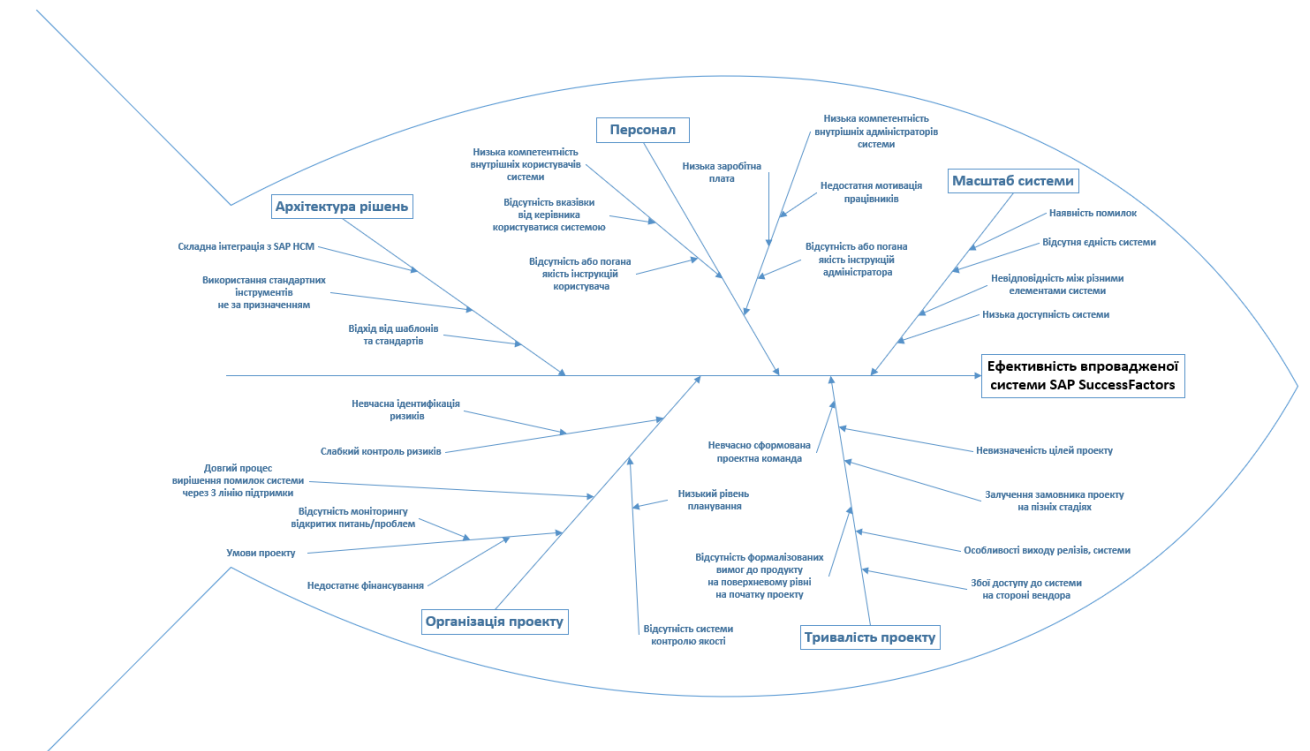 Персонал
Низька компетентність
внутрішніх адміністраторів
системи
Низька компетентність
внутрішніх користувачів
системи
Низька заробітна
плата
Недостатня мотивація
працівників
Масштаб системи
Архітектура рішень
Відсутність вказівки
від керівника
користуватися системою
Наявність помилок
Складна інтеграція з SAP HCM
Відсутність або погана
якість інструкцій
користувача
Відсутність або погана
якість інструкцій
адміністратора
Відсутня єдність системи
Використання стандартних
інструментів
не за призначенням
Невідповідність між різними
елементами системи
Відхід від шаблонів
та стандартів
Низька доступність системи
Ефективність впровадженої
системи SAP SuccessFactors
Невчасна ідентифікація
ризиків
Слабкий контроль ризиків
Невчасно сформована
проектна команда
Невизначеність цілей проекту
Довгий процес
вирішення помилок системи
через 3 лінію підтримки
Низький рівень
планування
Залучення замовника проекту
на пізніх стадіях
Відсутність моніторингу
відкритих питань/проблем
Умови проекту
Відсутність формалізованих
вимог до продукту
на поверхневому рівні
на початку проекту
Особливості виходу релізів, системи
Недостатнє фінансування
Збої доступу до системи
на стороні вендора
Організація проекту
Відсутність системи
контролю якості
Тривалість проекту